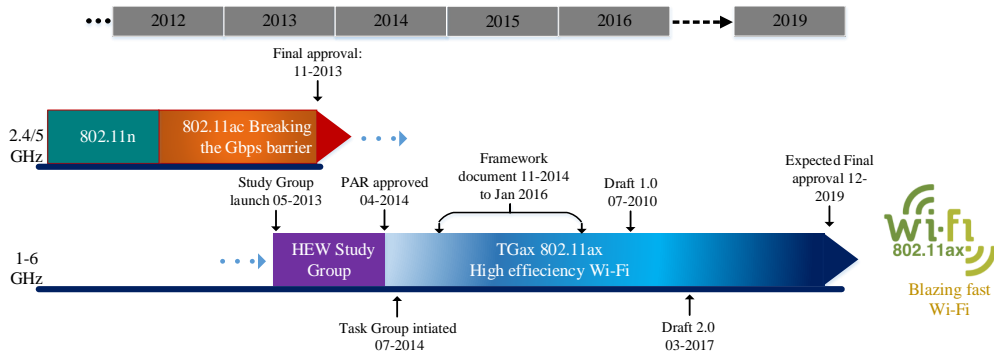 2012 2013 2014 2015 2016 2019
Final approval:
11-2013
2.4/5
GHz
802.11n
802.11ac Breaking
the Gbps barrier
Study Group
launch 05-2013
PAR approved
04-2014
Framework
document 11-2014
to Jan 2016
Draft 1.0
07-2010
Expected Final
approval 12-
2019
1-6
GHz
HEW Study
Group
TGax 802.11ax
High effieciency Wi-Fi
Wi-Fi
802.11ax
Blazing fast
Wi-Fi
Task Group intiated
07-2014
Draft 2.0
03-2017